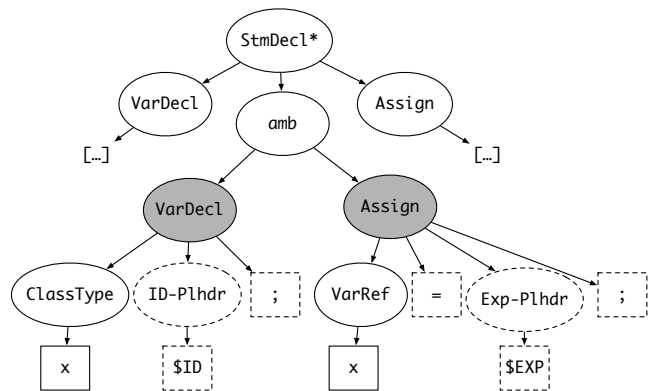 StmDecl*
VarDecl
amb
Assign
[…]
[…]
VarDecl
Assign
ClassType
ID-Plhdr
;
VarRef
=
Exp-Plhdr
;
x
$ID
x
$EXP